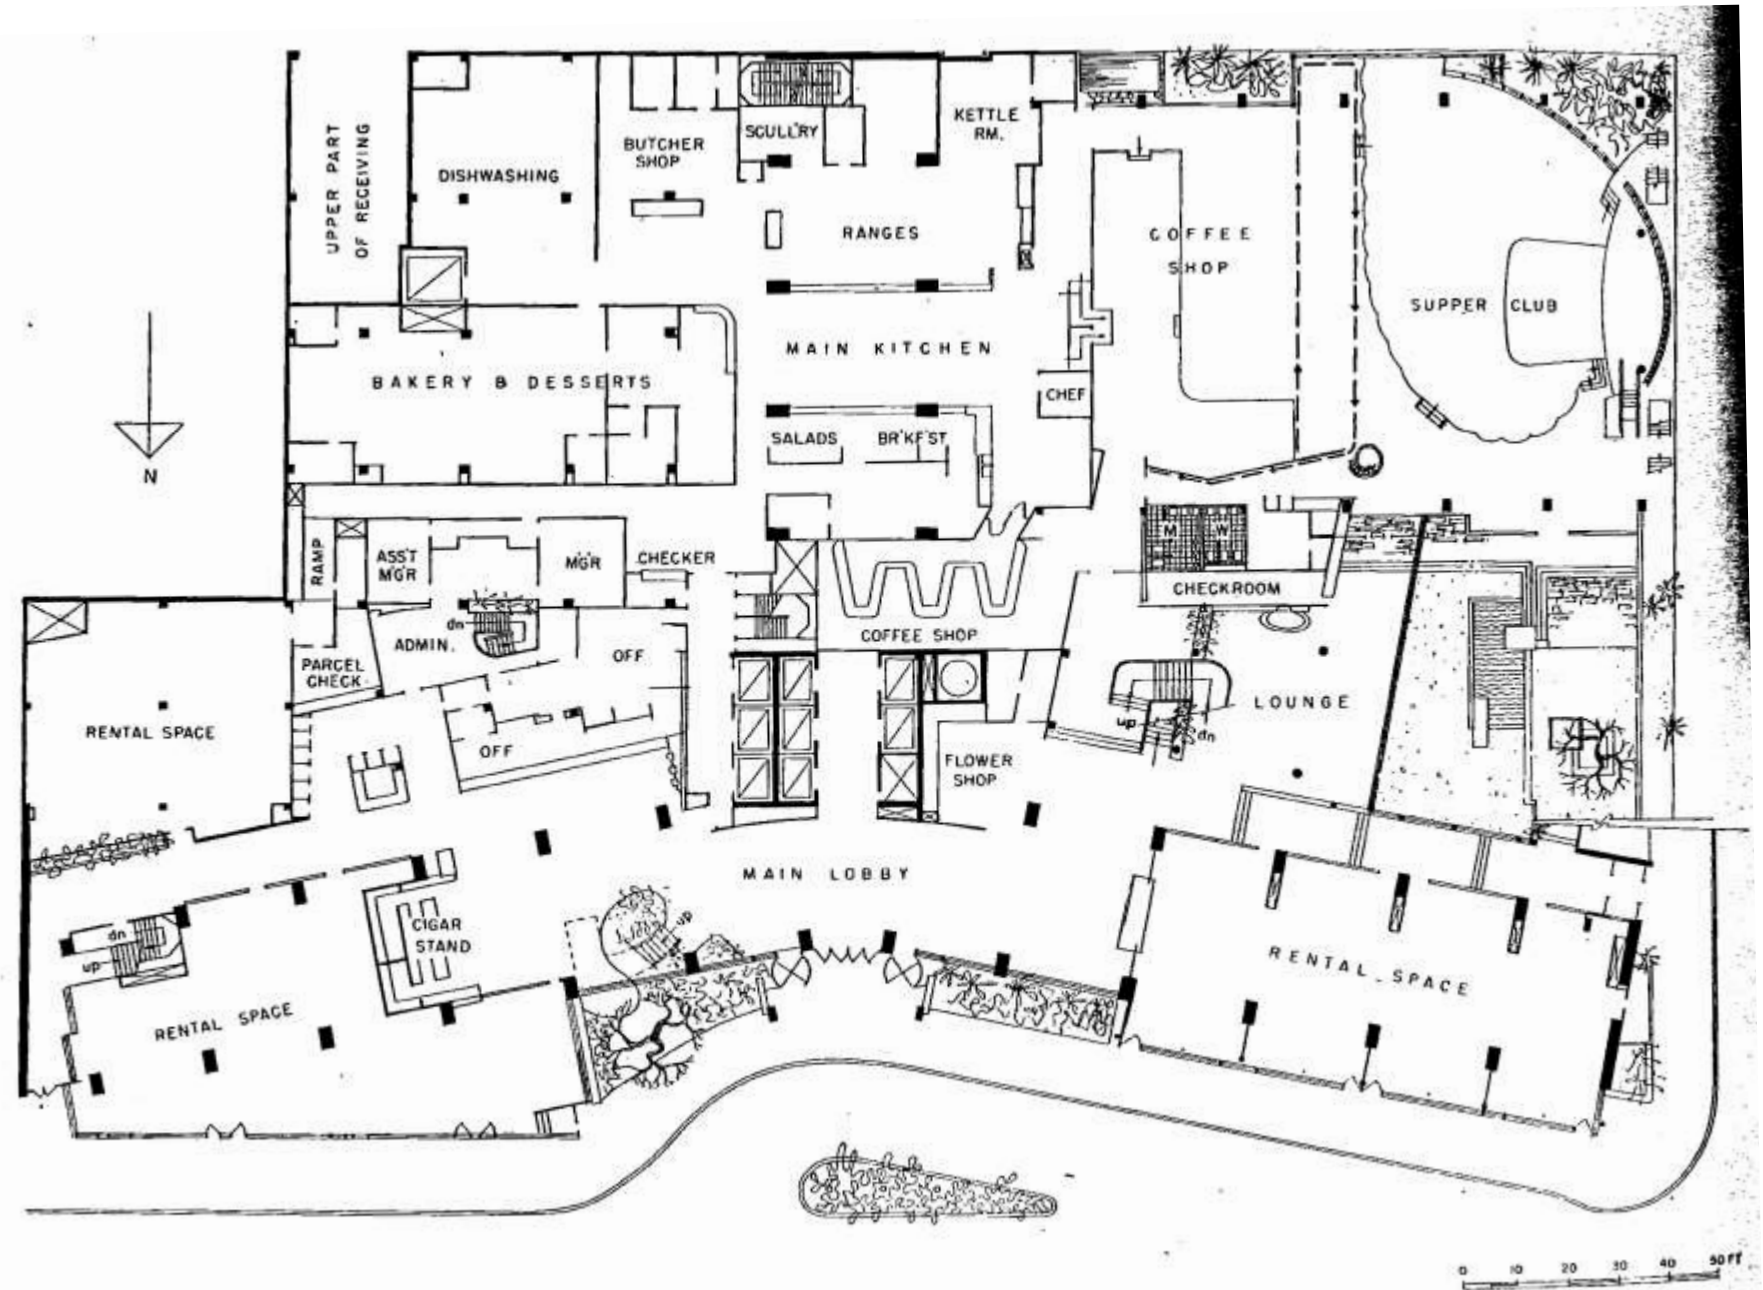 UPPER PART
OF RECEIVING
DISHWASHING
BUTCHER
SHOP
SCULL'RY
KETTLE
RM.
RANGES
COFFEE
SHOP
SUPPER CLUB
MAIN KITCHEN
BAKERY & DESSERTS
CHEF
SALADS
BR'KF'ST
N
RAMP
ASS'T
MGR
MGR
CHECKER
M
W
CHECKROOM
COFFEE SHOP
dn
ADMIN.
OFF
PARCEL
CHECK
RENTAL SPACE
OFF
LOUNGE
up
dn
FLOWER
SHOP
MAIN LOBBY
CIGAR
STAND
up
dn
up
RENTAL SPACE
RENTAL SPACE
0 10 20 30 40 50 FT